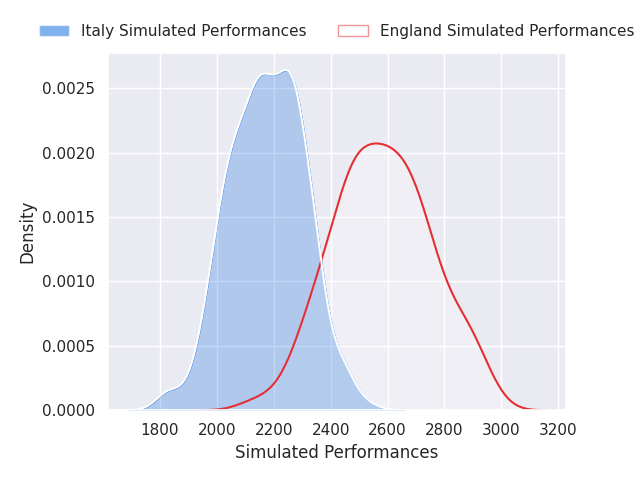 Italy Simulated Performances England Simulated Performances
0.0025
0.0020
0.0015
0.0010
0.0005
0.0000
Density
1800 2000 2200 2400 2600 2800 3000 3200
Simulated Performances